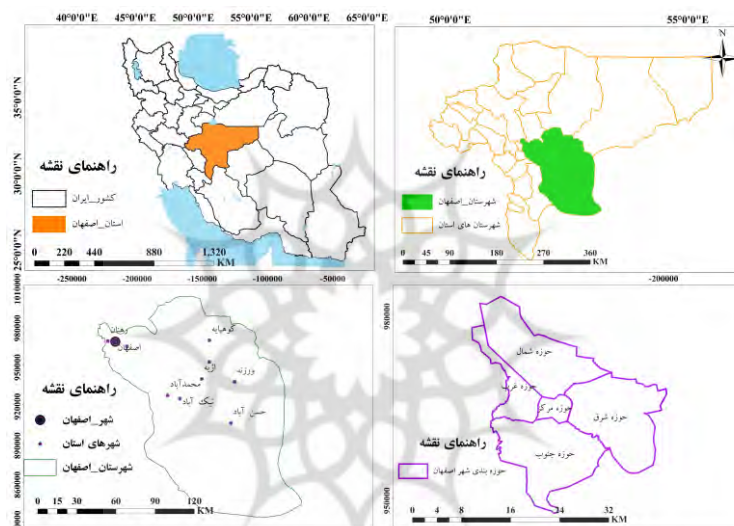 40°0'0"E 45°0'0"E 50°0'0"E 55°0'0"E 60°0'0"E 65°0'0"E
35°0'0"N
30°0'0"N
25°0'0"N
راهنمای نقشه
کشور_ایران
استان_اصفهان
0 220 440 880 1,320
KM
50°0'0"E 55°0'0"E
N
راهنمای نقشه
شهرستان_اصفهان
شهرستان های استان
0 45 90 180 270 360
KM
-250000 -200000 -150000 -100000 -50000
1010000
980000
950000
920000
890000
860000
رهنان
اصفهان
کوهپایه
اژیه
ورزنه
محمدآباد
نیک آباد
حسن آباد
راهنمای نقشه
شهر_اصفهان
شهرهای استان
شهرستان_اصفهان
0 15 30 60 90 120
KM
-200000
980000
950000
حوزه شمال
حوزه غرب
حوزه مرکز
حوزه شرق
حوزه جنوب
راهنمای نقشه
حوزه بندی شهر اصفهان
0 4 8 16 24 32
KM